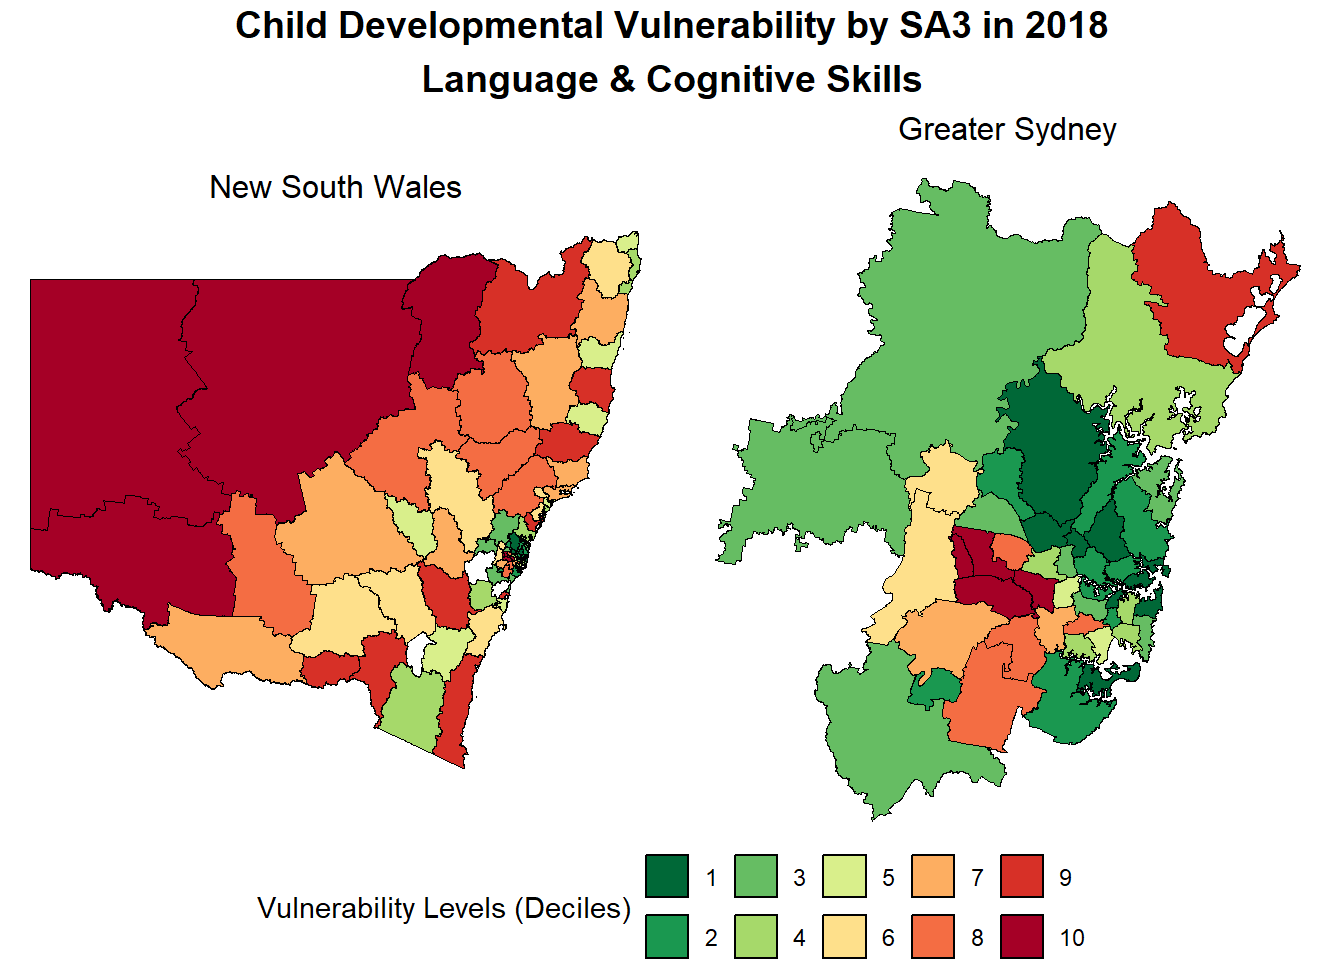 Child Developmental Vulnerability by SA3 in 2018
Language & Cognitive Skills
Greater Sydney
New South Wales
Vulnerability Levels (Deciles)
1 3 5 7 9
2 4 6 8 10